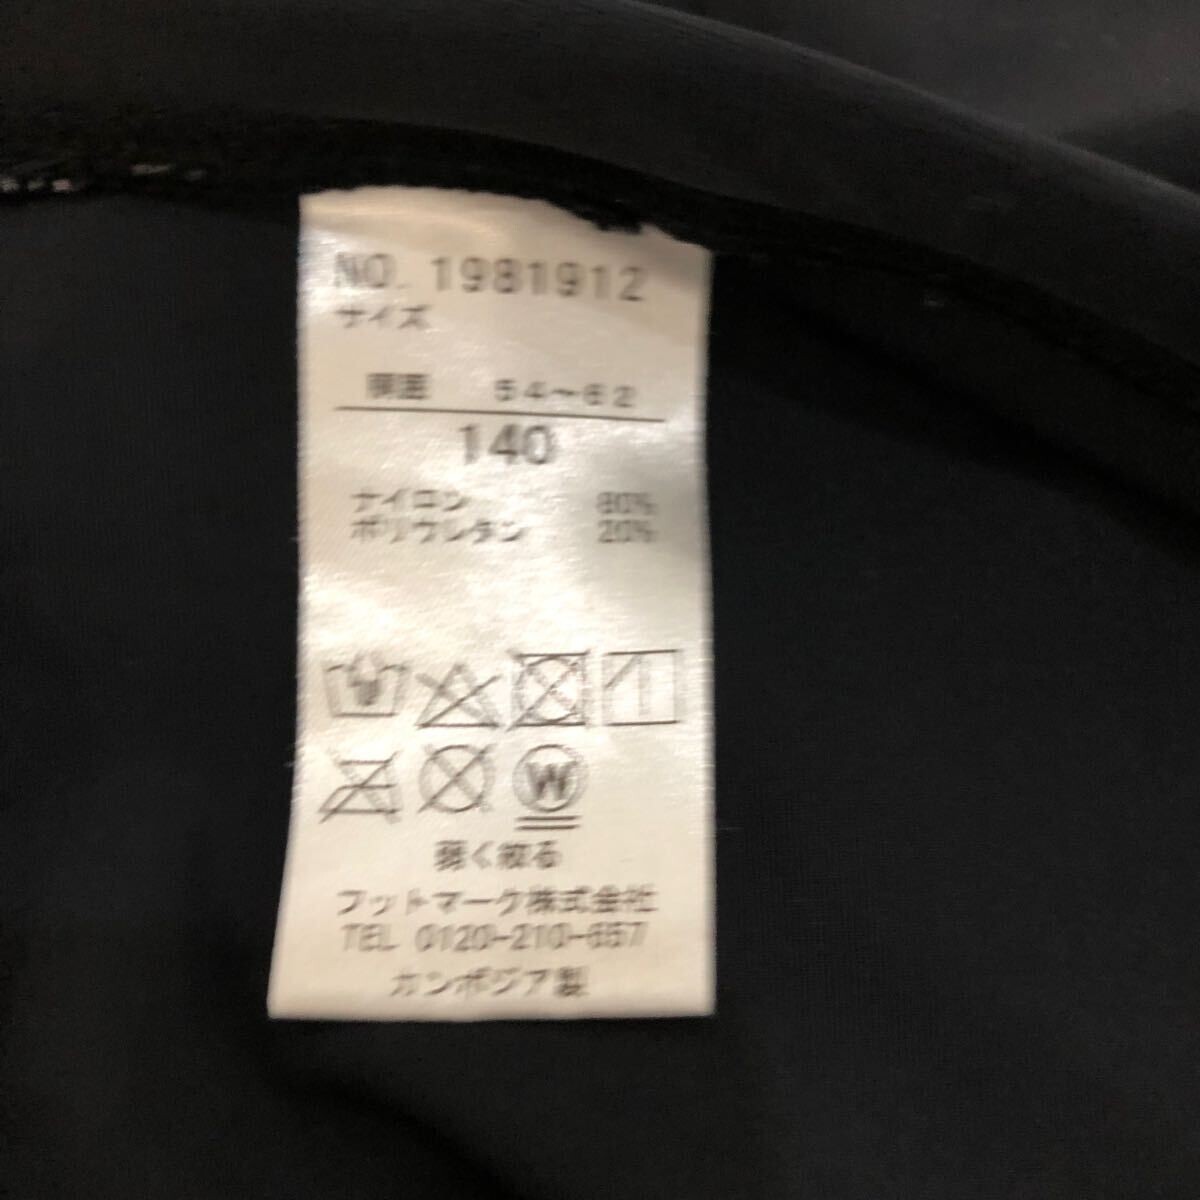 NO. 1981912
サイズ
胴囲 54～62
140
ナイロン 80%
ポリウレタン 20%
W
弱く絞る
フットマーク株式会社
TEL 0120-210-657
カンボジア製